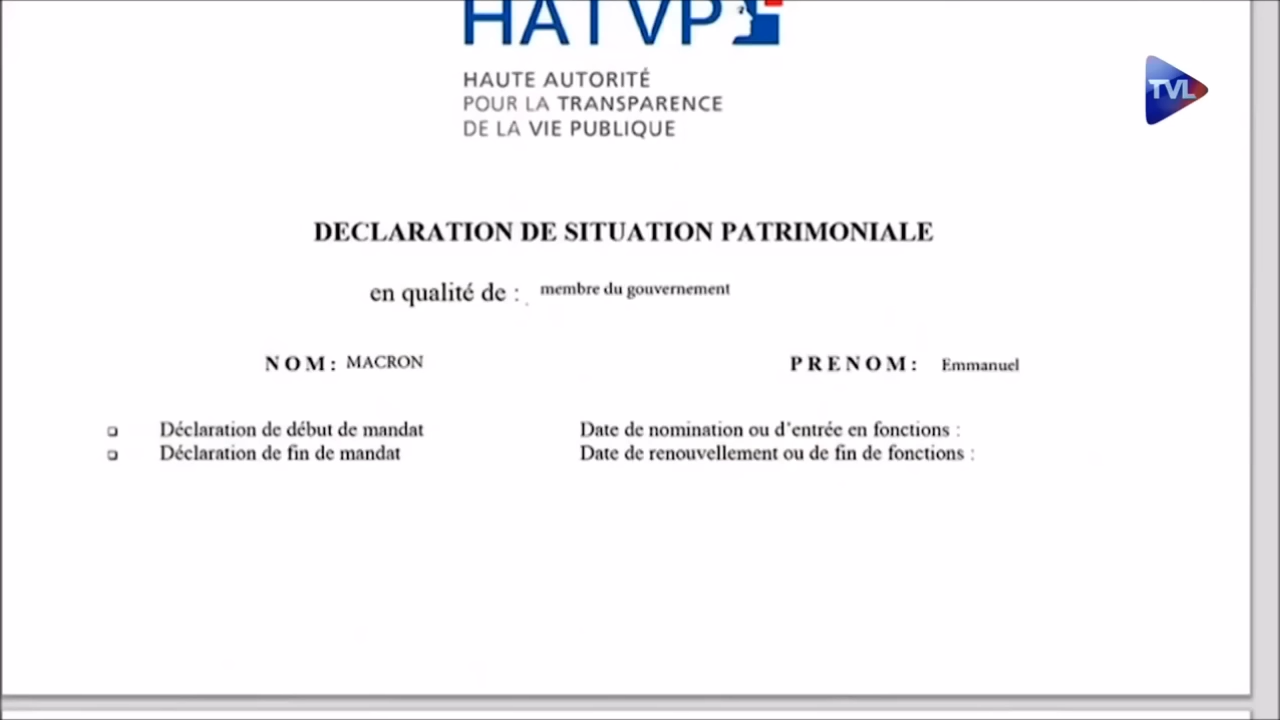 HATVP
TVL
HAUTE AUTORITÉ
POUR LA TRANSPARENCE
DE LA VIE PUBLIQUE
DECLARATION DE SITUATION PATRIMONIALE
en qualité de : membre du gouvernement
NOM: MACRON PRENOM: Emmanuel
Déclaration de début de mandat Date de nomination ou d'entrée en fonctions :
Déclaration de fin de mandat Date de renouvellement ou de fin de fonctions :